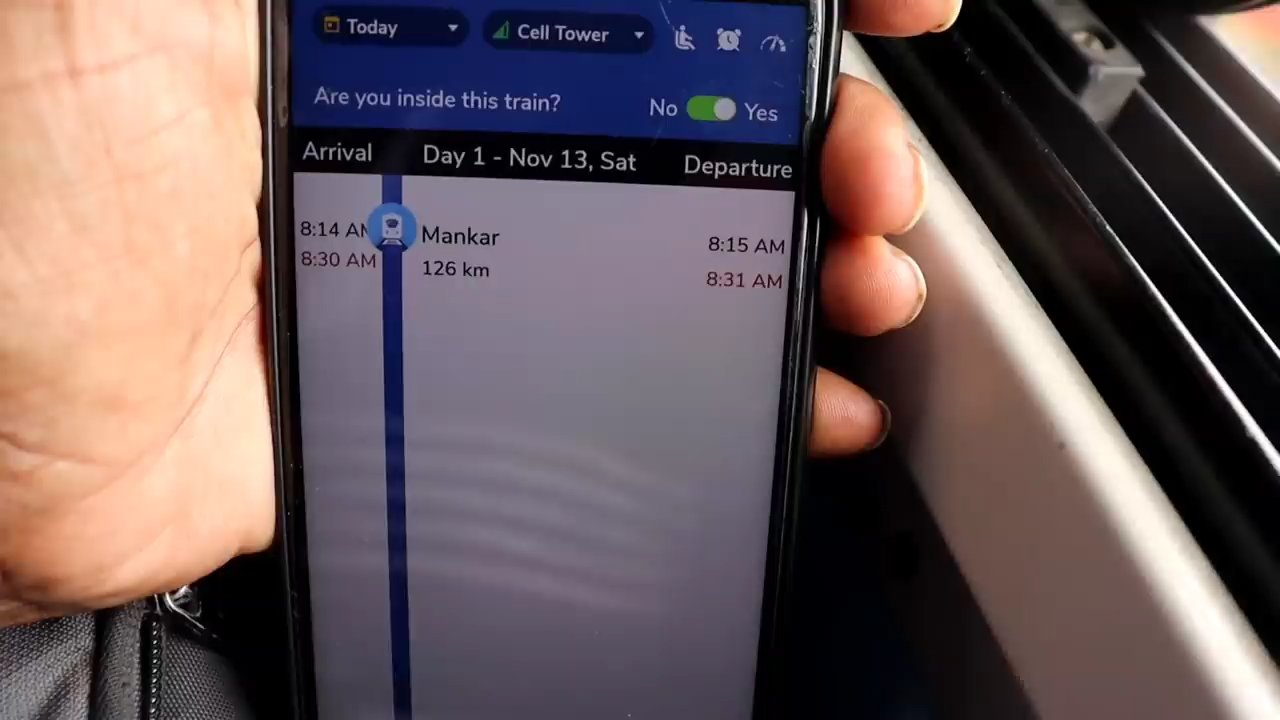 Today
Cell Tower
Are you inside this train?
No Yes
Arrival Day 1 - Nov 13, Sat Departure
8:14 AM Mankar 8:15 AM
8:30 AM 126 km 8:31 AM